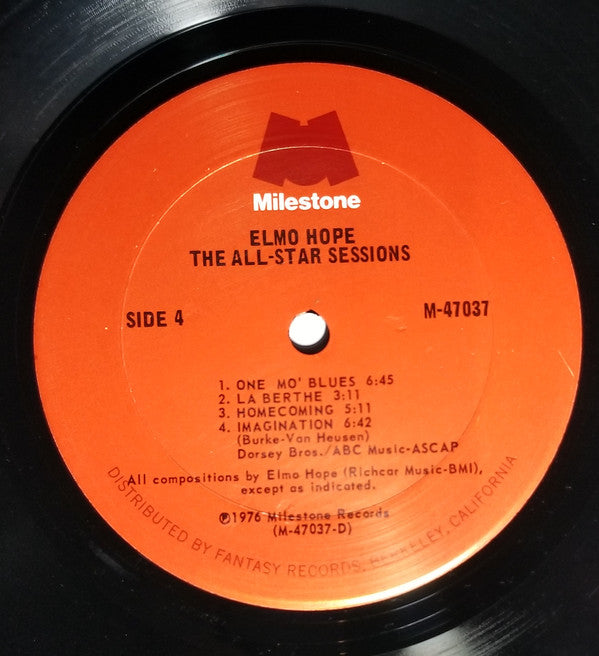 Milestone
ELMO HOPE
THE ALL-STAR SESSIONS
SIDE 4
M-47037
1. ONE MO' BLUES 6:45
2. LA BERTHE 3:11
3. HOMECOMING 5:11
4. IMAGINATION 6:42
(Burke-Van Heusen)
Dorsey Bros./ABC Music-ASCAP
All compositions by Elmo Hope (Richcar Music-BMI),
except as indicated.
℗1976 Milestone Records
(M-47037-D)
DISTRIBUTED BY FANTASY RECORDS, BERKELEY, CALIFORNIA